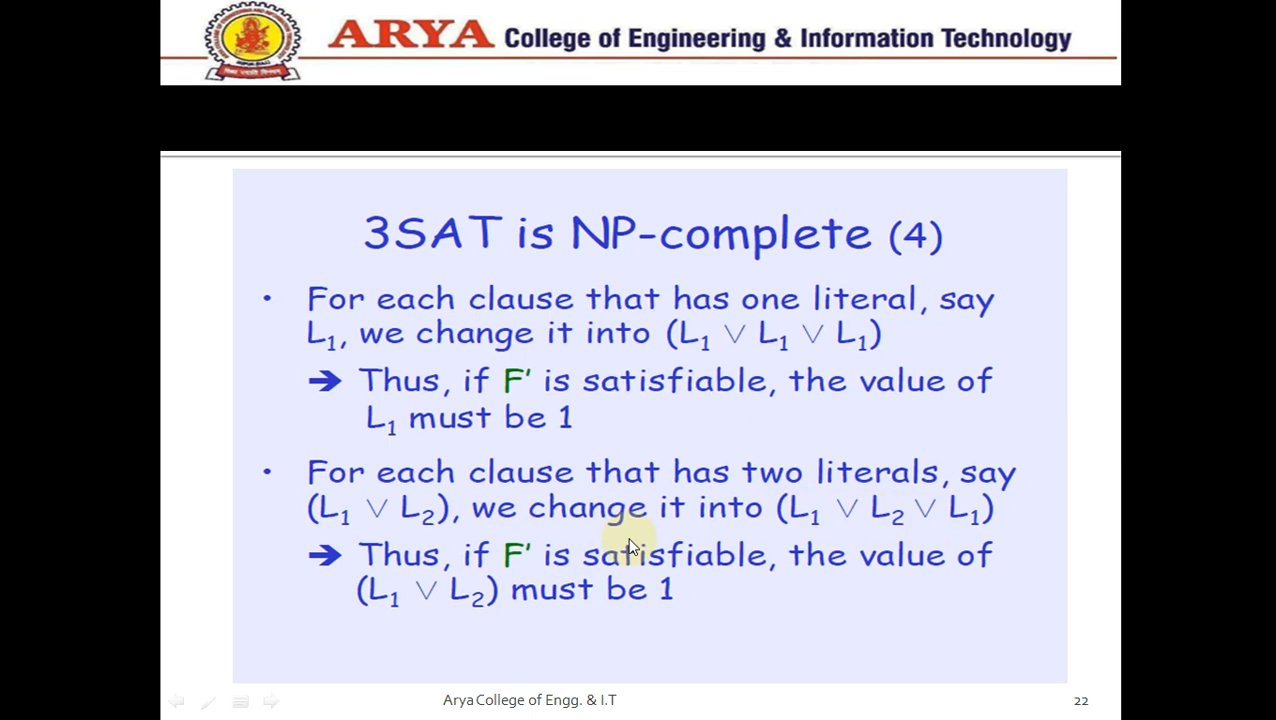 ARYA College of Engineering & Information Technology
3SAT is NP-complete (4)
• For each clause that has one literal, say
L₁, we change it into (L₁ ∨ L₁ ∨ L₁)
➔ Thus, if F' is satisfiable, the value of
L₁ must be 1
• For each clause that has two literals, say
(L₁ ∨ L₂), we change it into (L₁ ∨ L₂ ∨ L₁)
➔ Thus, if F' is satisfiable, the value of
(L₁ ∨ L₂) must be 1
Arya College of Engg. & I.T
22